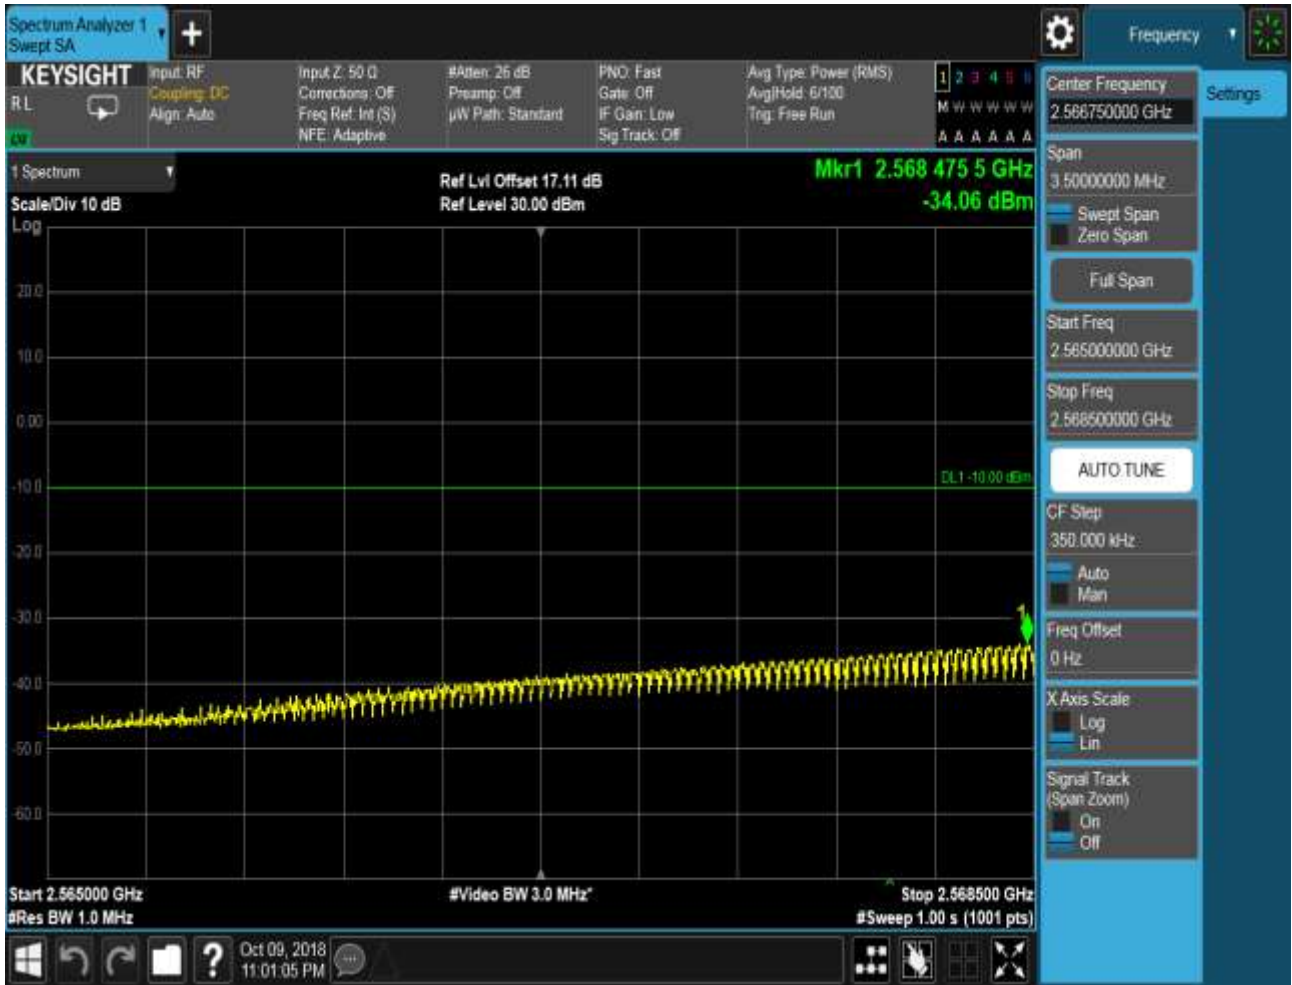 Spectrum Analyzer 1
Swept SA
+
Frequency
KEYSIGHT
RL
Input: RF
Coupling: DC
Align: Auto
Input Z: 50 Ω
Corrections: Off
Freq Ref: Int (S)
NFE: Adaptive
#Atten: 26 dB
Preamp: Off
µW Path: Standard
PNO: Fast
Gate: Off
IF Gain: Low
Sig Track: Off
Avg Type: Power (RMS)
Avg|Hold: 6/100
Trig: Free Run
1 2 3 4 5 6
M W W W W W
A A A A A A
1 Spectrum
Scale/Div 10 dB
Log
Ref Lvl Offset 17.11 dB
Ref Level 30.00 dBm
Mkr1 2.568 475 5 GHz
-34.06 dBm
20.0
10.0
0.00
-10.0
-20.0
-30.0
-40.0
-50.0
-60.0
DL1 -10.00 dBm
1
Start 2.565000 GHz
#Res BW 1.0 MHz
#Video BW 3.0 MHz*
Stop 2.568500 GHz
#Sweep 1.00 s (1001 pts)
Center Frequency
2.566750000 GHz
Settings
Span
3.50000000 MHz
Swept Span
Zero Span
Full Span
Start Freq
2.565000000 GHz
Stop Freq
2.568500000 GHz
AUTO TUNE
CF Step
350.000 kHz
Auto
Man
Freq Offset
0 Hz
X Axis Scale
Log
Lin
Signal Track
(Span Zoom)
On
Off
?
Oct 09, 2018
11:01:05 PM